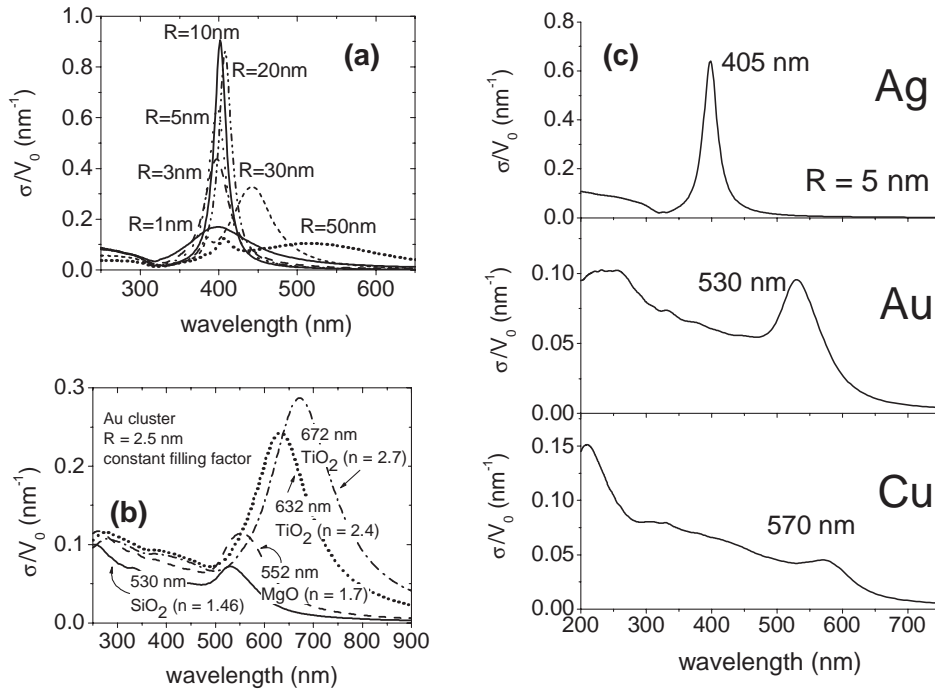 (a)
R=10nm
R=20nm
R=5nm
R=3nm
R=30nm
R=1nm
R=50nm
1.0
0.8
0.6
0.4
0.2
0.0
σ/V₀ (nm⁻¹)
300 400 500 600
wavelength (nm)
(b)
Au cluster
R = 2.5 nm
constant filling factor
672 nm
TiO₂ (n = 2.7)
632 nm
TiO₂ (n = 2.4)
552 nm
MgO (n = 1.7)
530 nm
SiO₂ (n = 1.46)
0.3
0.2
0.1
0.0
σ/V₀ (nm⁻¹)
300 400 500 600 700 800 900
wavelength (nm)
(c)
405 nm
Ag
R = 5 nm
0.8
0.6
0.4
0.2
0.0
σ/V₀ (nm⁻¹)
530 nm
Au
0.10
0.05
0.00
σ/V₀ (nm⁻¹)
570 nm
Cu
0.15
0.10
0.05
0.00
σ/V₀ (nm⁻¹)
200 300 400 500 600 700
wavelength (nm)